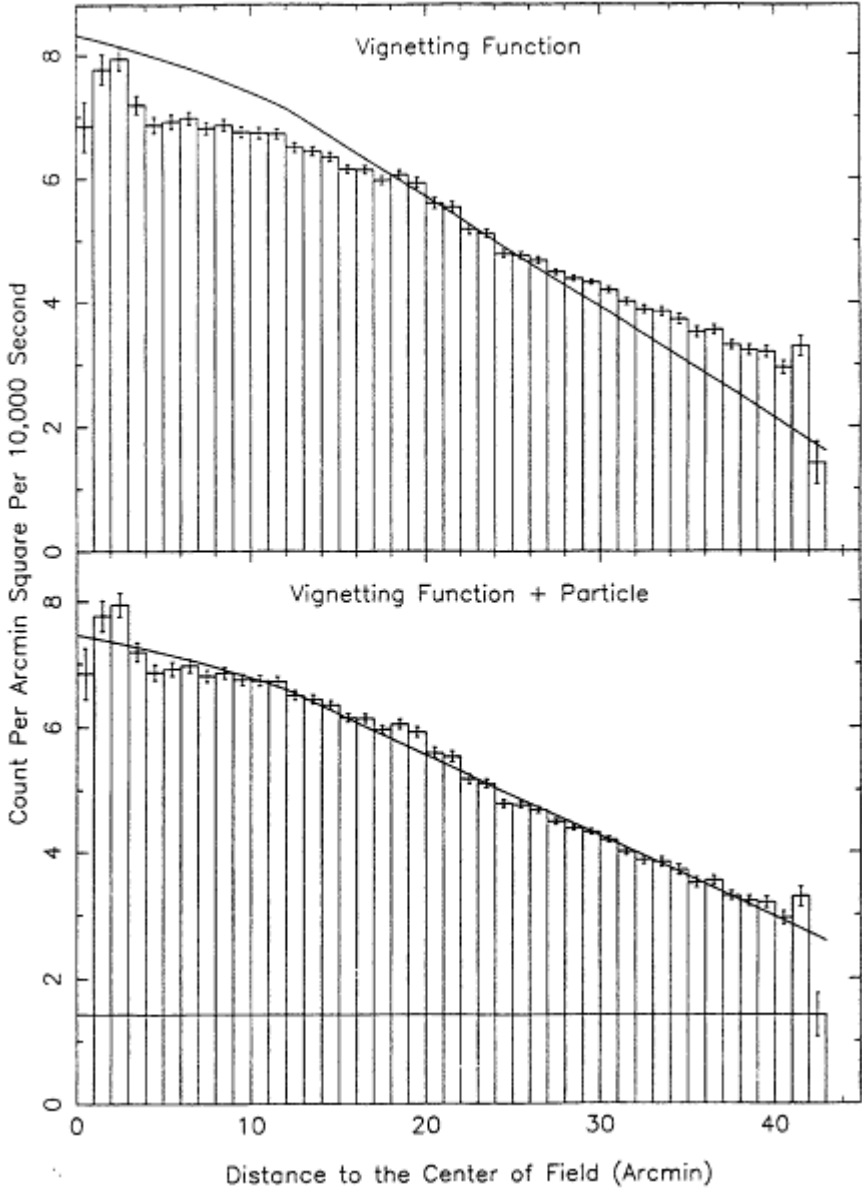 Vignetting Function
8
6
4
2
0
Vignetting Function + Particle
8
6
4
2
0
0 10 20 30 40
Count Per Arcmin Square Per 10,000 Second
Distance to the Center of Field (Arcmin)